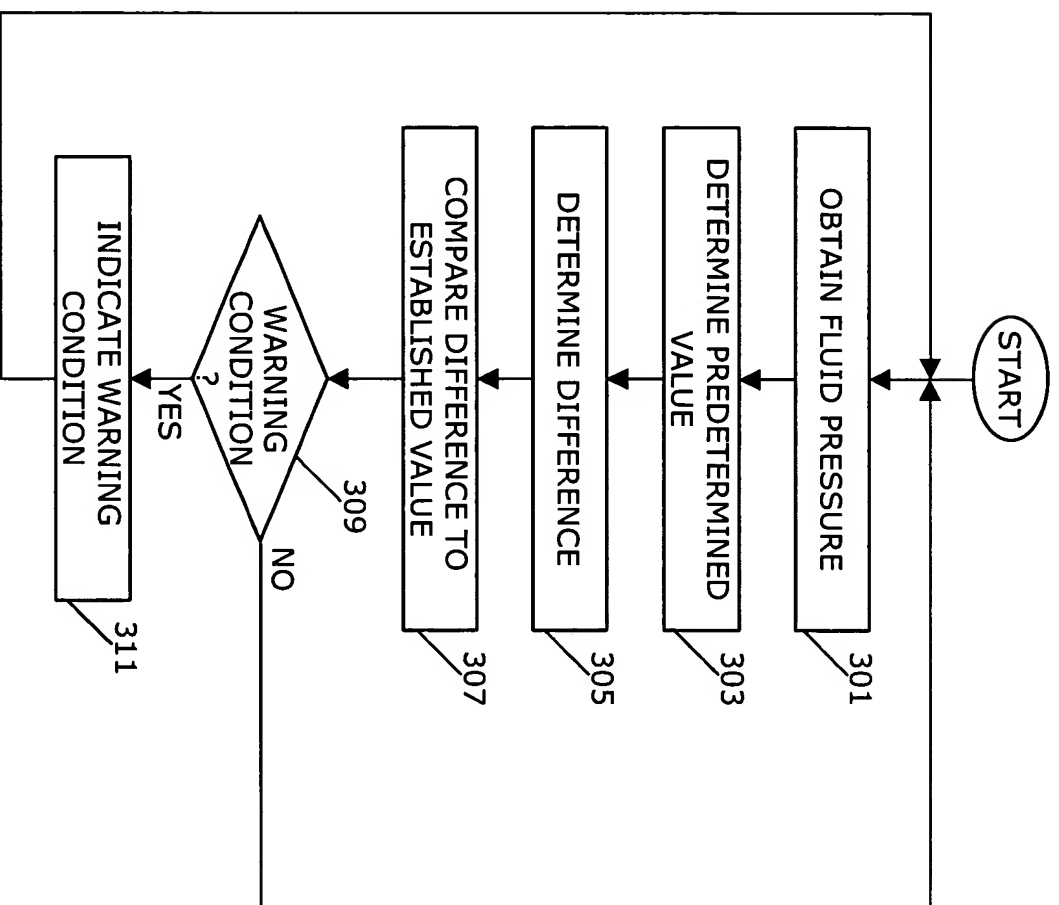 START
OBTAIN FLUID PRESSURE
301
DETERMINE PREDETERMINED
VALUE
303
DETERMINE DIFFERENCE
305
COMPARE DIFFERENCE TO
ESTABLISHED VALUE
307
WARNING
CONDITION
?
309
NO
YES
INDICATE WARNING
CONDITION
311